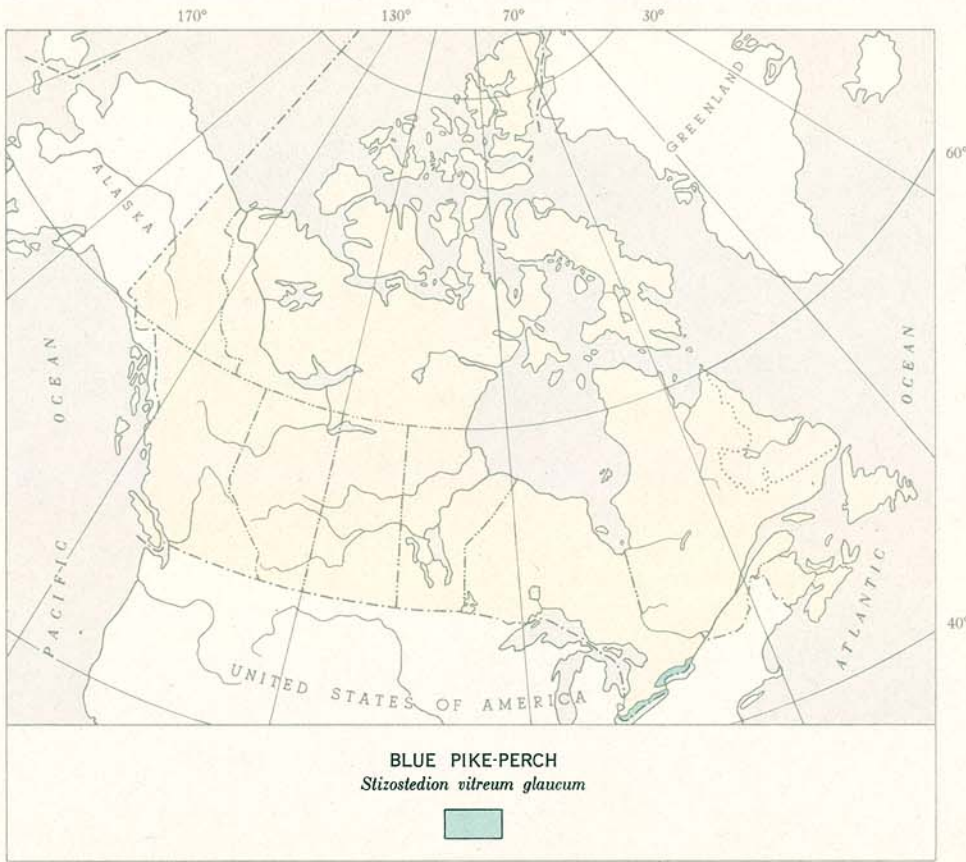 170° 130° 70° 30°
60°
40°
ALASKA
GREENLAND
PACIFIC OCEAN
ATLANTIC OCEAN
UNITED STATES OF AMERICA
BLUE PIKE-PERCH
Stizostedion vitreum glaucum